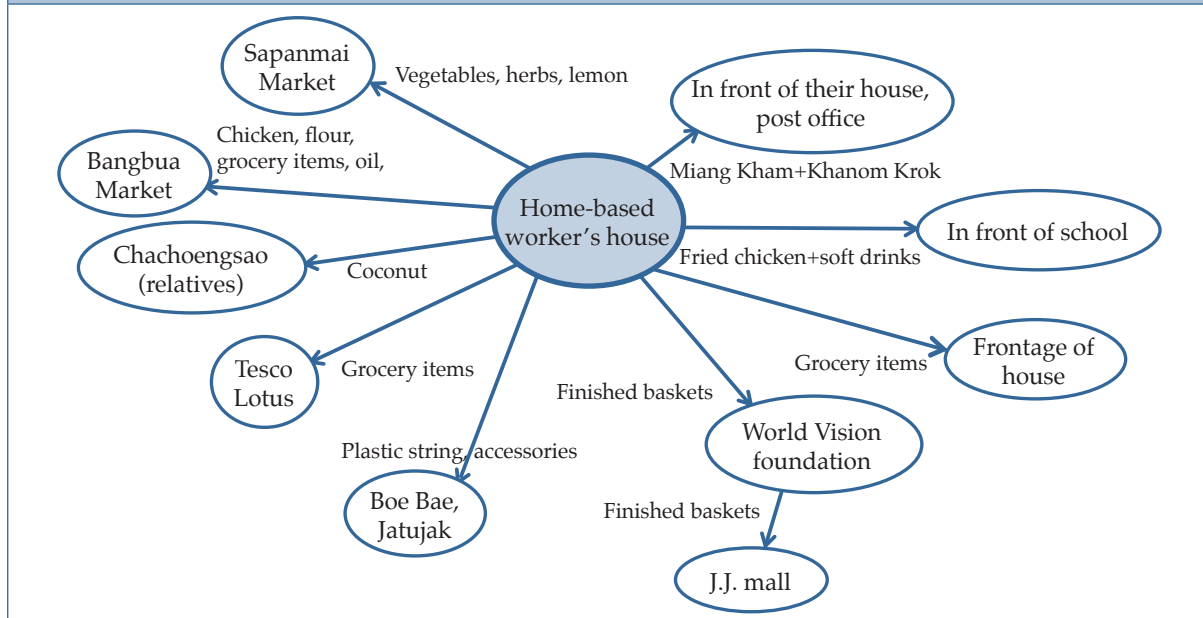 Sapanmai
Market
Vegetables, herbs, lemon
In front of their house,
post office
Chicken, flour,
grocery items, oil,
Bangbua
Market
Miang Kham+Khanom Krok
Home-based
worker's house
In front of school
Chachoengsao
(relatives)
Coconut
Fried chicken+soft drinks
Tesco
Lotus
Grocery items
Grocery items
Frontage of
house
Finished baskets
World Vision
foundation
Plastic string, accessories
Boe Bae,
Jatujak
Finished baskets
J.J. mall